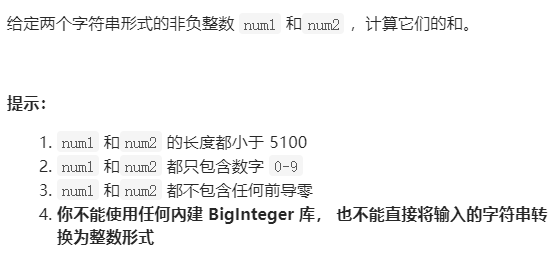 给定两个字符串形式的非负整数 num1 和num2 ，计算它们的和。
提示：
1. num1 和num2 的长度都小于 5100
2. num1 和num2 都只包含数字 0-9
3. num1 和num2 都不包含任何前导零
4. 你不能使用任何內建 BigInteger 库， 也不能直接将输入的字符串转
换为整数形式